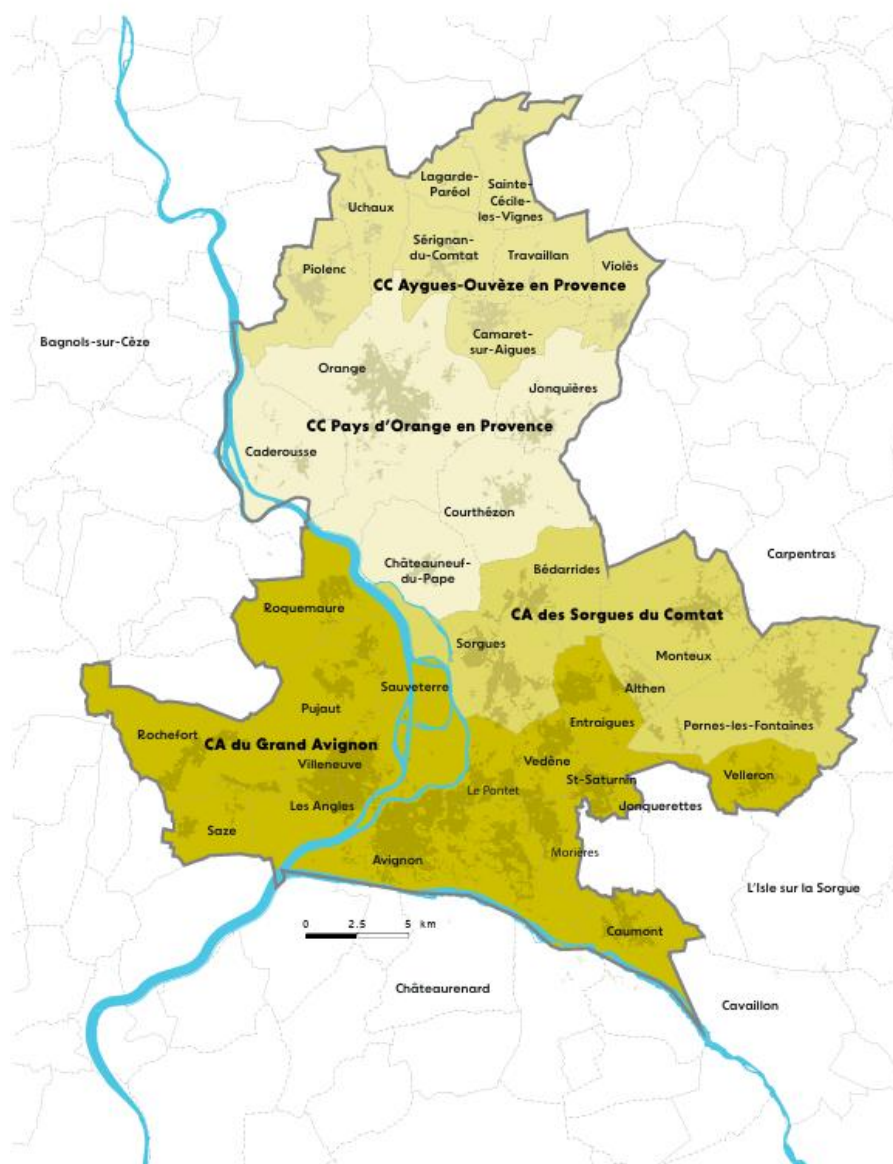 Lagarde-
Paréol
Sainte-
Cécile
les-Vignes
Uchaux
Sérignan-
du-Comtat
Travaillan
Violès
Piolenc
CC Aygues-Ouvèze en Provence
Bagnols-sur-Cèze
Camaret-
sur-Aigues
Orange
Jonquières
CC Pays d'Orange en Provence
Caderousse
Courthézon
Carpentras
Châteauneuf-
du-Pape
Bédarrides
Roquemaure
CA des Sorgues du Comtat
Sorgues
Monteux
Sauveterre
Althen
Pujaut
Entraigues
Pernes-les-Fontaines
Rochefort
CA du Grand Avignon
Villeneuve
Vedène
St-Saturnin
Velleron
Le Pontet
Les Angles
Jonquerettes
Saze
Avignon
Morières
L'Isle sur la Sorgue
0 2.5 5 km
Caumont
Châteaurenard
Cavaillon